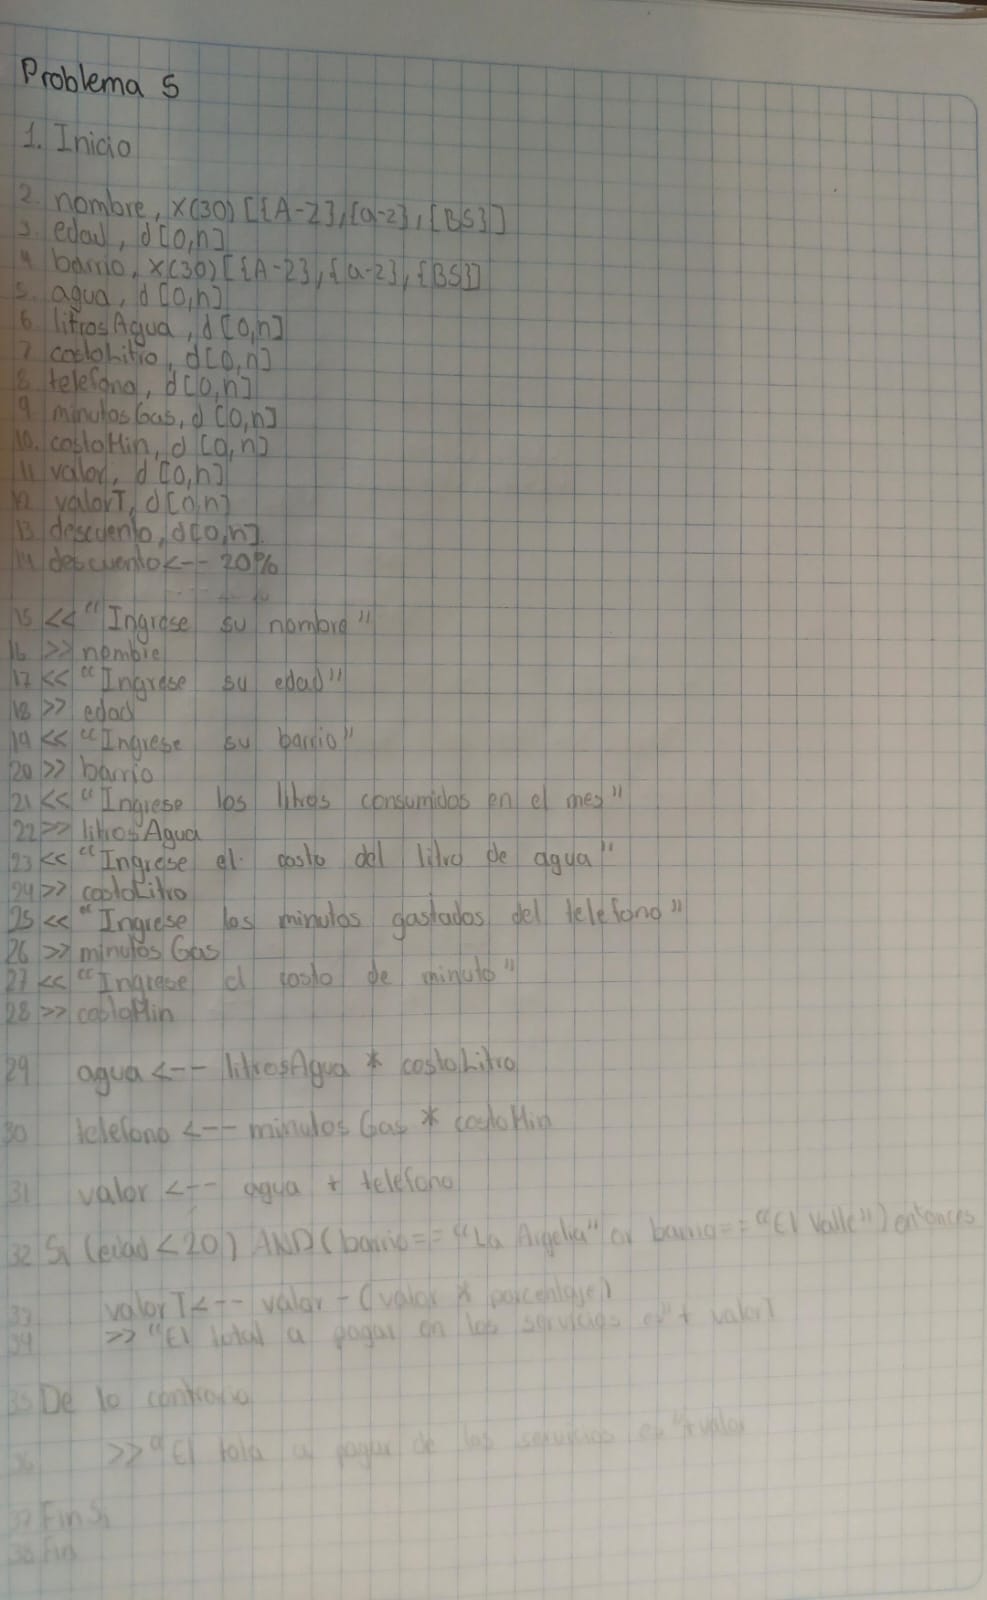 Problema 5
1. Inicio
2. nombre, X(30) [{A-Z},{a-z},{BS}]
3. edad, d[0,n]
4. barrio, X(30) [{A-Z},{a-z},{BS}]
5. agua, d[0,n]
6. litrosAgua, d[0,n]
7. costoLitro, d[0,n]
8. telefono, d[0,n]
9. minutosGas, d[0,n]
10. costoMin, d[0,n]
11. valor, d[0,n]
12. valorT, d[0,n]
13. descuento, d[0,n]
14. descuento <-- 20%
15 << "Ingrese su nombre"
16. >> nombre
17 << "Ingrese su edad"
18 >> edad
19 << "Ingrese su barrio"
20 >> barrio
21 << "Ingrese los litros consumidos en el mes"
22 >> litrosAgua
23 << "Ingrese el costo del litro de agua"
24 >> costoLitro
25 << "Ingrese los minutos gastados del telefono"
26 >> minutosGas
27 << "Ingrese el costo de minuto"
28 >> costoMin
29 agua <-- litrosAgua * costoLitro
30 telefono <-- minutosGas * costoMin
31 valor <-- agua + telefono
32 Si (edad < 20) AND (barrio == "La Argelia" or barrio == "El Valle") entonces
33 valorT <-- valor - (valor * porcentaje)
34 >> "El total a pagar en los servicios es" + valorT
35 De lo contrario
36 >> "El tota a pagar de los servicios es" + valor
37 Fin Si
38 Fin